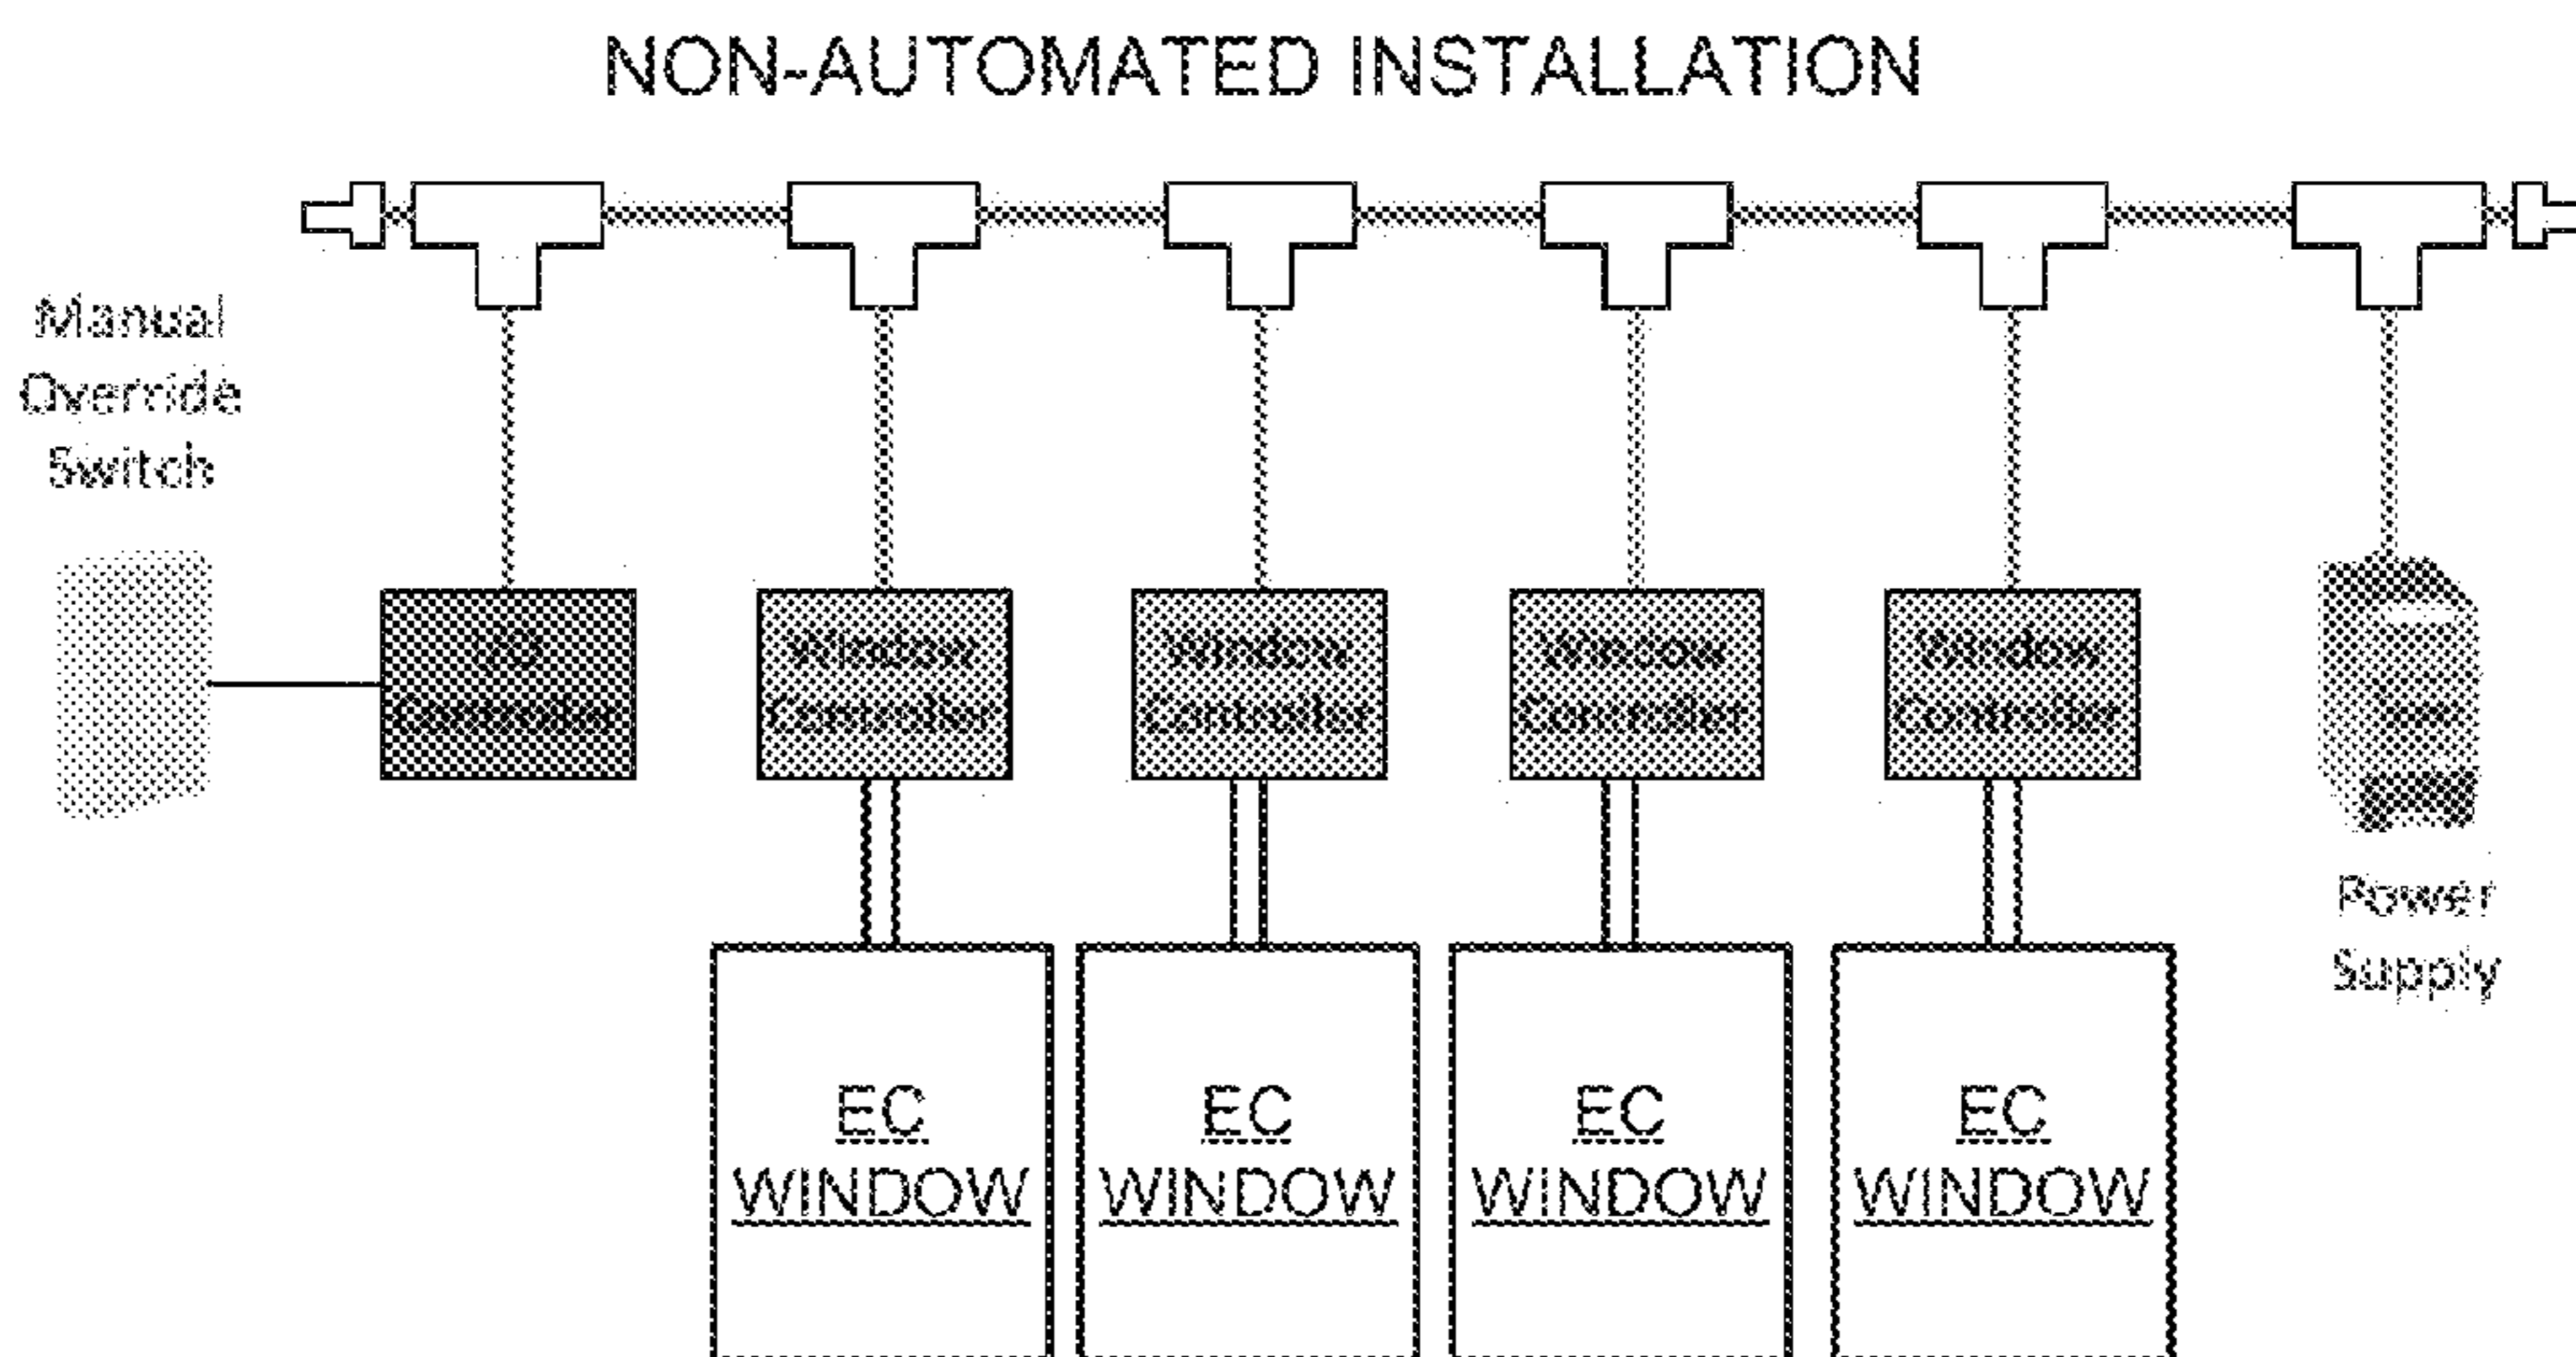 NON-AUTOMATED INSTALLATION
Manual
Override
Switch
I/O
Controller
Window
Controller
Window
Controller
Window
Controller
Window
Controller
Power
Supply
EC
WINDOW
EC
WINDOW
EC
WINDOW
EC
WINDOW